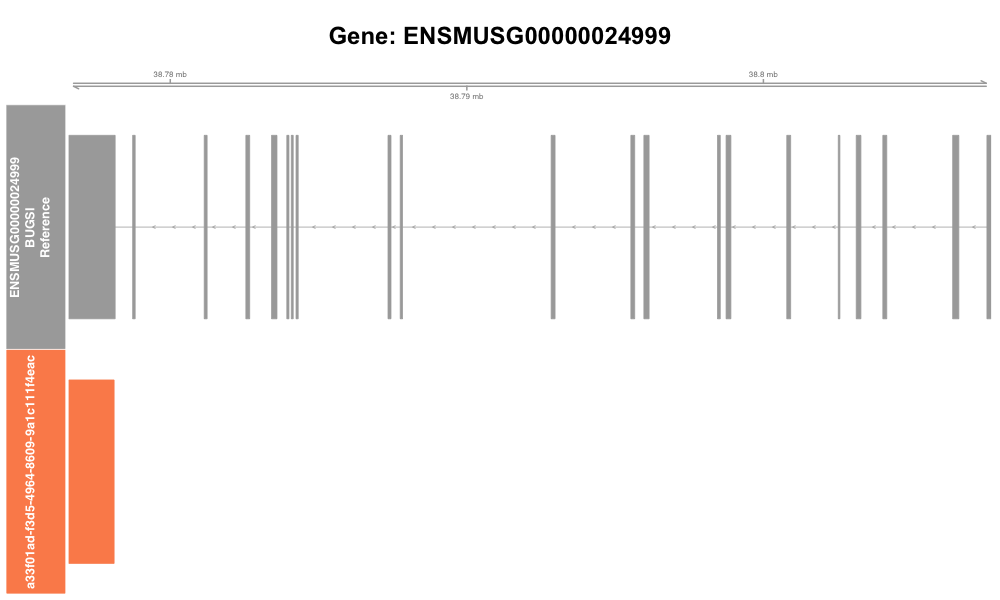 Gene: ENSMUSG00000024999
38.78 mb
38.8 mb
38.79 mb
ENSMUSG00000024999
BUGSI
Reference
a33f01ad-f3d5-4964-8609-9a1c111f4eac